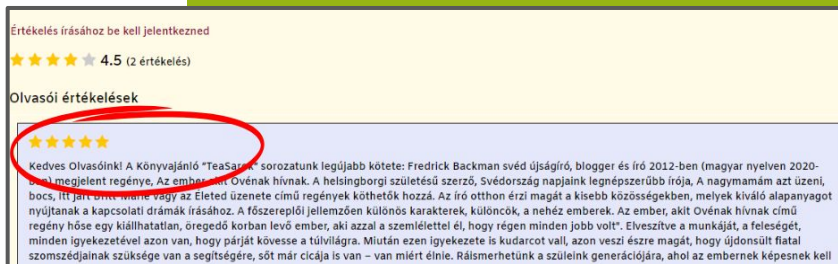 Értékelés írásához be kell jelentkezned
4.5 (2 értékelés)
Olvasói értékelések
Kedves Olvasóink! A Könyvajánló "TeaSarok" sorozatunk legújabb kötete: Fredrick Backman svéd újságíró, blogger és író 2012-ben (magyar nyelven 2020-
ban) megjelent regénye, Az ember, akit Ovénak hívnak. A helsingborgi születésű szerző, Svédország napjaink legnépszerűbb írója, A nagymamám azt üzeni,
bocs, itt járt Britt-Marie vagy az Életed üzenete című regények köthetők hozzá. Az író otthon érzi magát a kisebb közösségekben, melyek kiváló alapanyagot
nyújtanak a kapcsolati drámák írásához. A főszereplői jellemzően különös karakterek, különcök, a nehéz emberek. Az ember, akit Ovénak hívnak című
regény hőse egy kiállhatatlan, öregedő korban levő ember, aki azzal a szemlélettel él, hogy régen minden jobb volt". Elveszítve a munkáját, a feleségét,
minden igyekezetével azon van, hogy párját kövesse a túlvilágra. Miután ezen igyekezete is kudarcot vall, azon veszi észre magát, hogy újdonsült fiatal
szomszédjainak szüksége van a segítségére, sőt már cicája is van – van miért élnie. Ráismerhetünk a szüleink generációjára, ahol az embernek képesnek kell